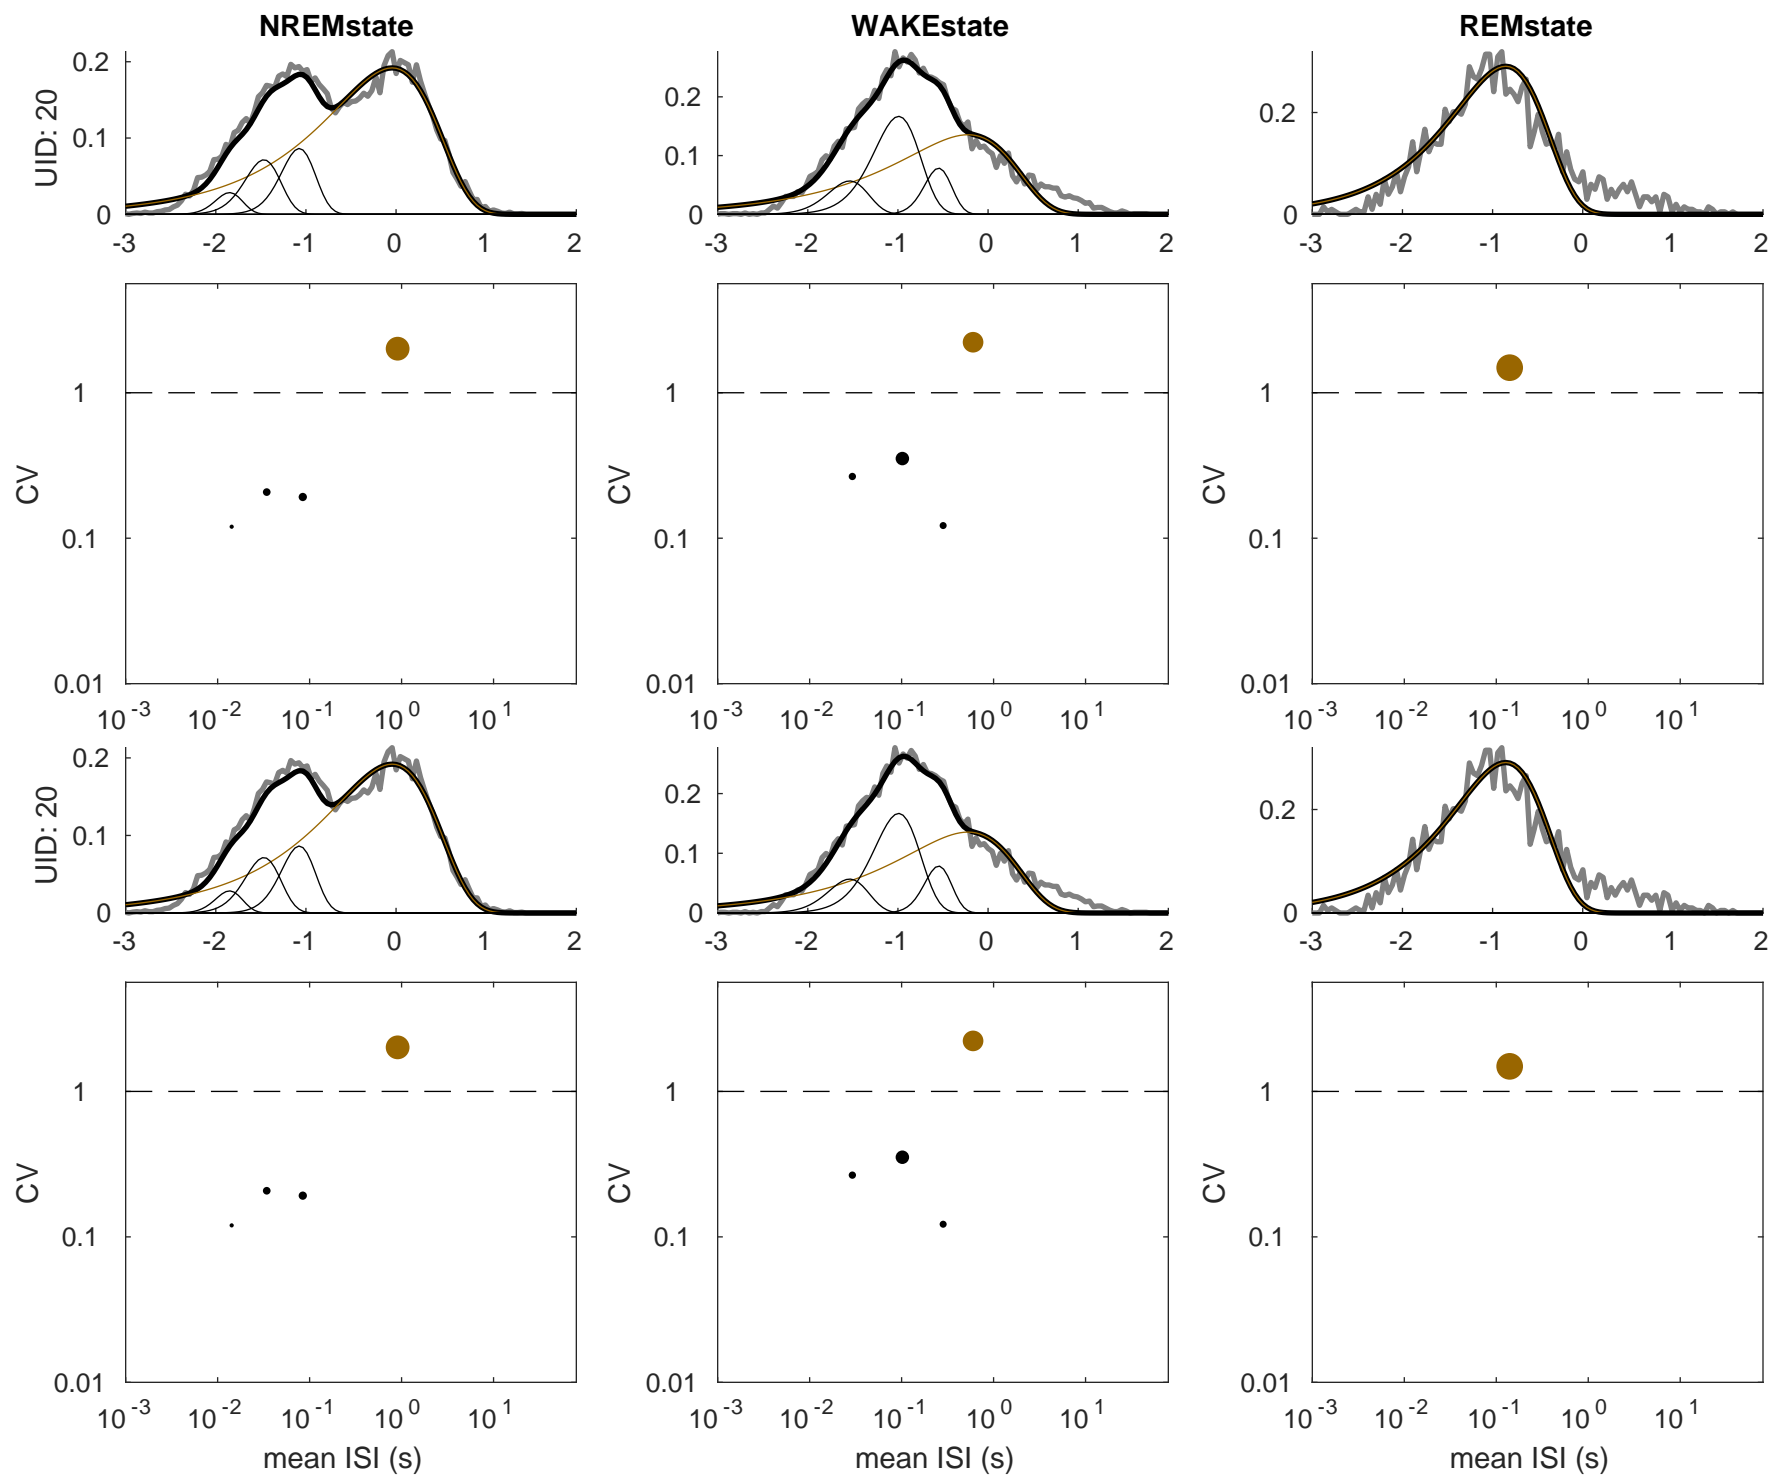 NREMstate WAKEstate REMstate
UID: 20
0.2 0.1 0
0.2 0.1 0
0.2 0
-3 -2 -1 0 1 2
-3 -2 -1 0 1 2
-3 -2 -1 0 1 2
CV 1 0.1 0.01
CV 1 0.1 0.01
CV 1 0.1 0.01
10^-3 10^-2 10^-1 10^0 10^1
10^-3 10^-2 10^-1 10^0 10^1
10^-3 10^-2 10^-1 10^0 10^1
UID: 20
0.2 0.1 0
0.2 0.1 0
0.2 0
-3 -2 -1 0 1 2
-3 -2 -1 0 1 2
-3 -2 -1 0 1 2
CV 1 0.1 0.01
CV 1 0.1 0.01
CV 1 0.1 0.01
10^-3 10^-2 10^-1 10^0 10^1
10^-3 10^-2 10^-1 10^0 10^1
10^-3 10^-2 10^-1 10^0 10^1
mean ISI (s) mean ISI (s) mean ISI (s)